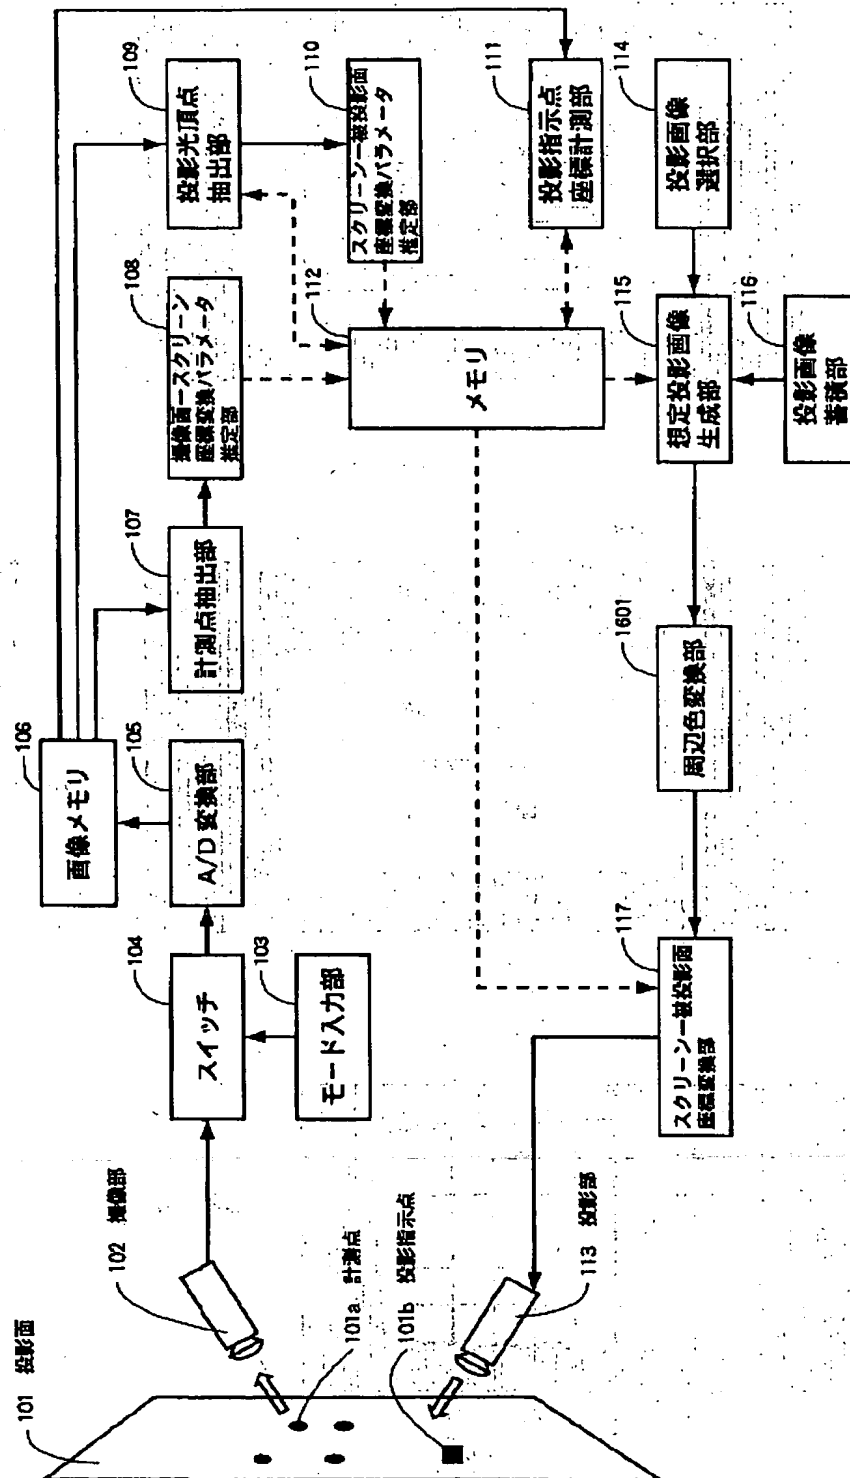 101 投影面
102 撮像部
101a 計測点
101b 投影指示点
113 投影部
103
モード入力部
104
スイッチ
105
A/D 変換部
106
画像メモリ
107
計測点抽出部
108
撮像面ースクリーン
座標変換パラメータ
推定部
109
投影光頂点
抽出部
110
スクリーンー被投影面
座標変換パラメータ
推定部
111
投影指示点
座標計測部
112
メモリ
114
投影画像
選択部
115
想定投影画像
生成部
116
投影画像
蓄積部
1601
周辺色変換部
117
スクリーンー被投影面
座標変換部